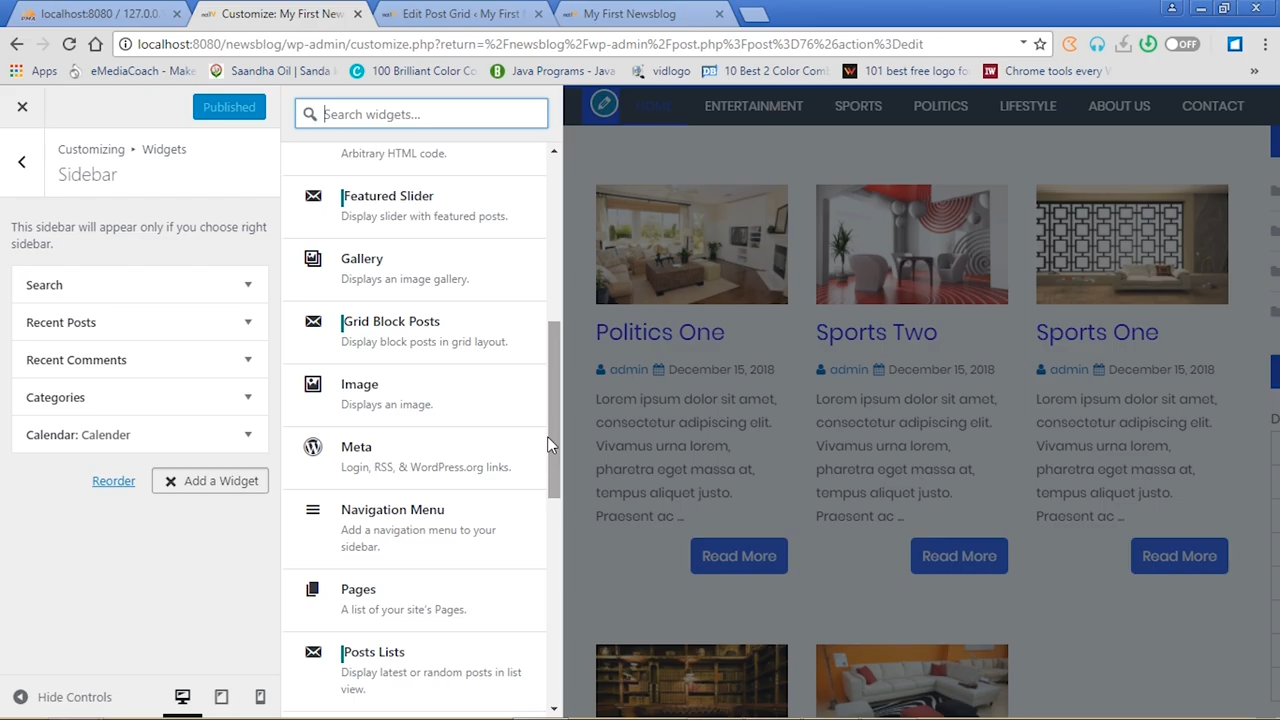 localhost:8080 / 127.0.0.
Customize: My First New
Edit Post Grid ‹ My First
My First Newsblog
localhost:8080/newsblog/wp-admin/customize.php?return=%2Fnewsblog%2Fwp-admin%2Fpost.php%3Fpost%3D76%26action%3Dedit
OFF
Apps
eMediaCoach - Make
Saandha Oil | Sanda
100 Brilliant Color Co
Java Programs - Java
vidlogo
10 Best 2 Color Comb
101 best free logo fo
Chrome tools every
»
Published
Customizing ▸ Widgets
Sidebar
This sidebar will appear only if you choose right
sidebar.
Search
Recent Posts
Recent Comments
Categories
Calendar: Calender
Reorder
Add a Widget
Hide Controls
Search widgets...
Arbitrary HTML code.
Featured Slider
Display slider with featured posts.
Gallery
Displays an image gallery.
Grid Block Posts
Display block posts in grid layout.
Image
Displays an image.
Meta
Login, RSS, & WordPress.org links.
Navigation Menu
Add a navigation menu to your
sidebar.
Pages
A list of your site's Pages.
Posts Lists
Display latest or random posts in list
view.
HOME
ENTERTAINMENT
SPORTS
POLITICS
LIFESTYLE
ABOUT US
CONTACT
Politics One
admin December 15, 2018
Lorem ipsum dolor sit amet,
consectetur adipiscing elit.
Vivamus urna lorem,
pharetra eget massa at,
tempus aliquet justo.
Praesent ac ...
Read More
Sports Two
admin December 15, 2018
Lorem ipsum dolor sit amet,
consectetur adipiscing elit.
Vivamus urna lorem,
pharetra eget massa at,
tempus aliquet justo.
Praesent ac ...
Read More
Sports One
admin December 15, 2018
Lorem ipsum dolor sit amet,
consectetur adipiscing elit.
Vivamus urna lorem,
pharetra eget massa at,
tempus aliquet justo.
Praesent ac ...
Read More